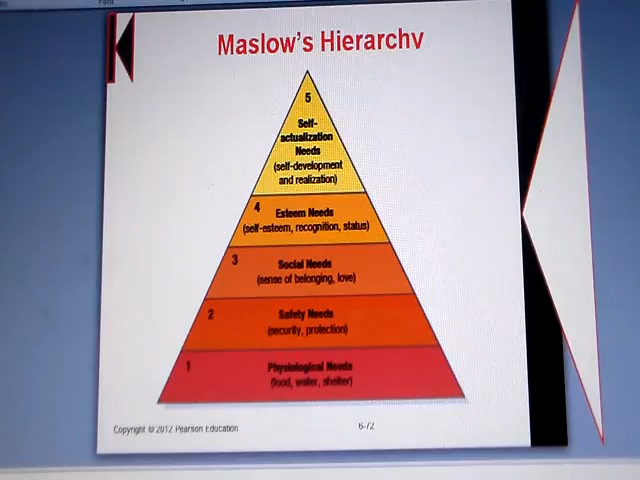 Font
Maslow's Hierarchy
5
Self-
actualization
Needs
(self-development
and realization)
4
Esteem Needs
(self-esteem, recognition, status)
3
Social Needs
(sense of belonging, love)
2
Safety Needs
(security, protection)
1
Physiological Needs
(food, water, shelter)
Copyright © 2012 Pearson Education
6-72